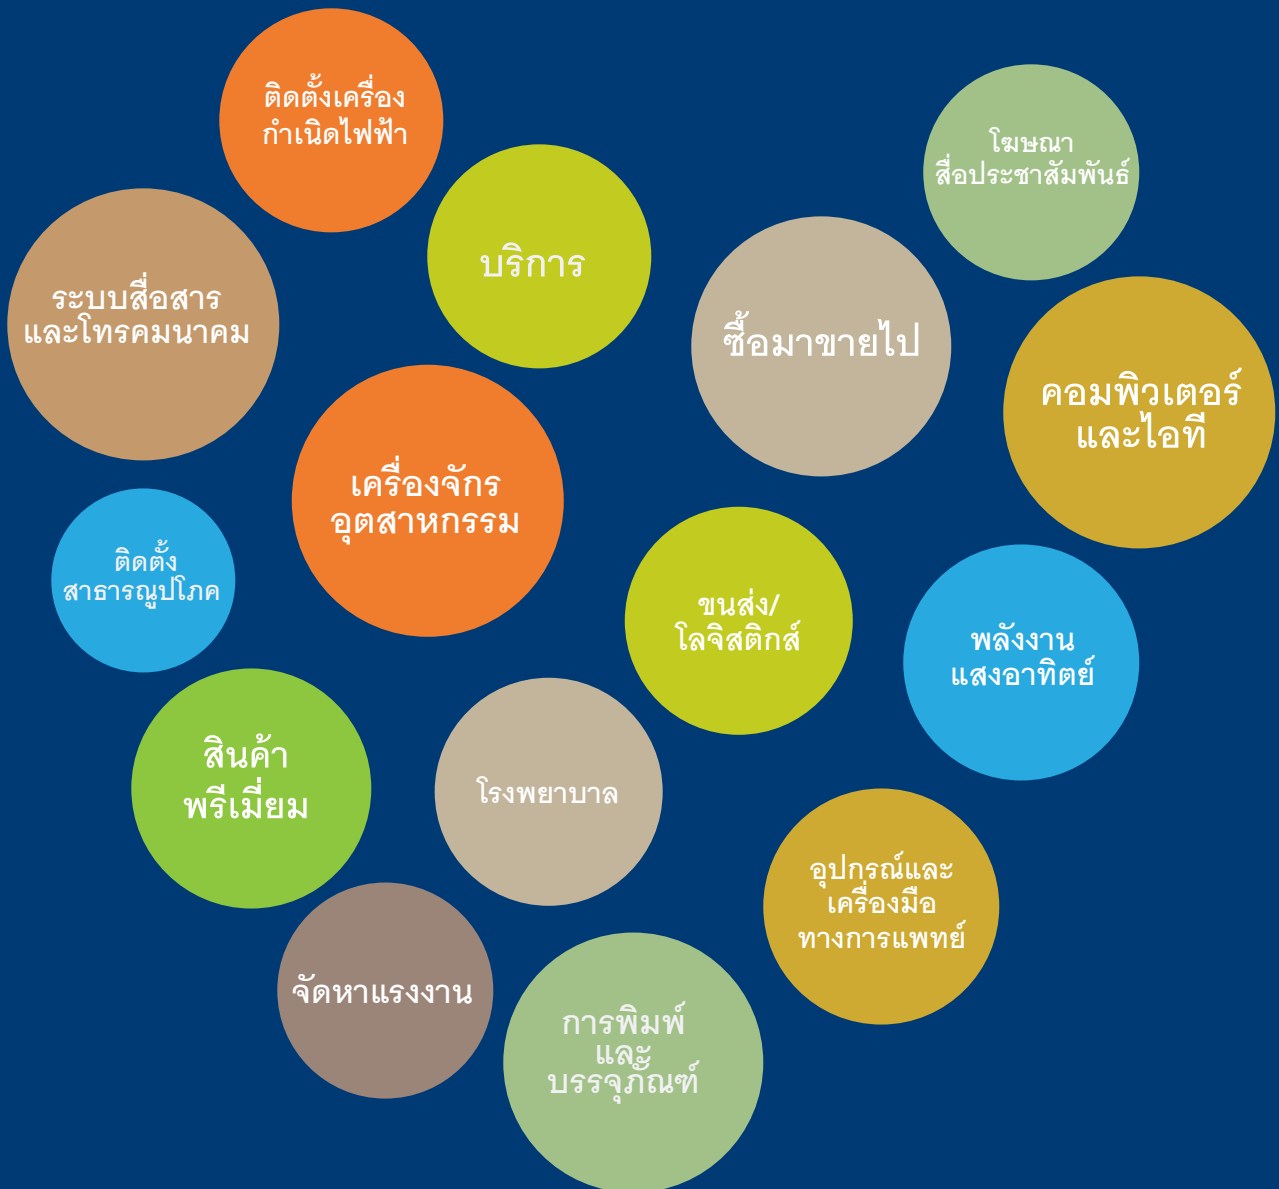 ติดตั้งเครื่อง
กำเนิดไฟฟ้า
โฆษณา
สื่อประชาสัมพันธ์
บริการ
ระบบสื่อสาร
และโทรคมนาคม
ซื้อมาขายไป
คอมพิวเตอร์
และไอที
เครื่องจักร
อุตสาหกรรม
ติดตั้ง
สาธารณูปโภค
ขนส่ง/
โลจิสติกส์
พลังงาน
แสงอาทิตย์
สินค้า
พรีเมี่ยม
โรงพยาบาล
อุปกรณ์และ
เครื่องมือ
ทางการแพทย์
จัดหาแรงงาน
การพิมพ์
และ
บรรจุภัณฑ์